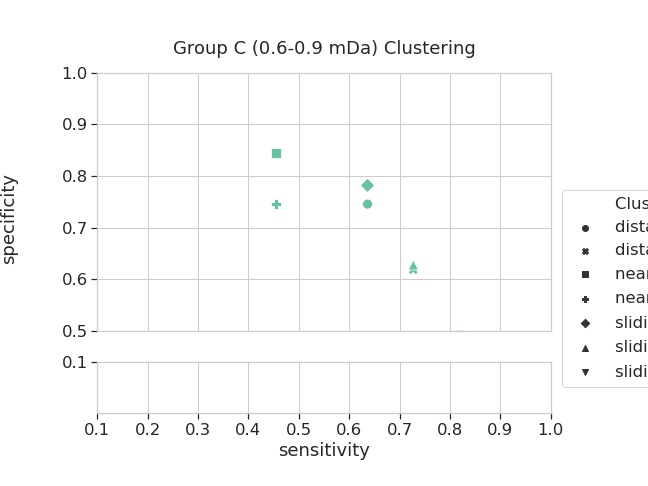 Group C (0.6-0.9 mDa) Clustering
1.0
0.9
0.8
0.7
0.6
0.5
0.1
specificity
0.1 0.2 0.3 0.4 0.5 0.6 0.7 0.8 0.9 1.0
sensitivity
Clus
dista
dista
near
near
slidi
slidi
slidi